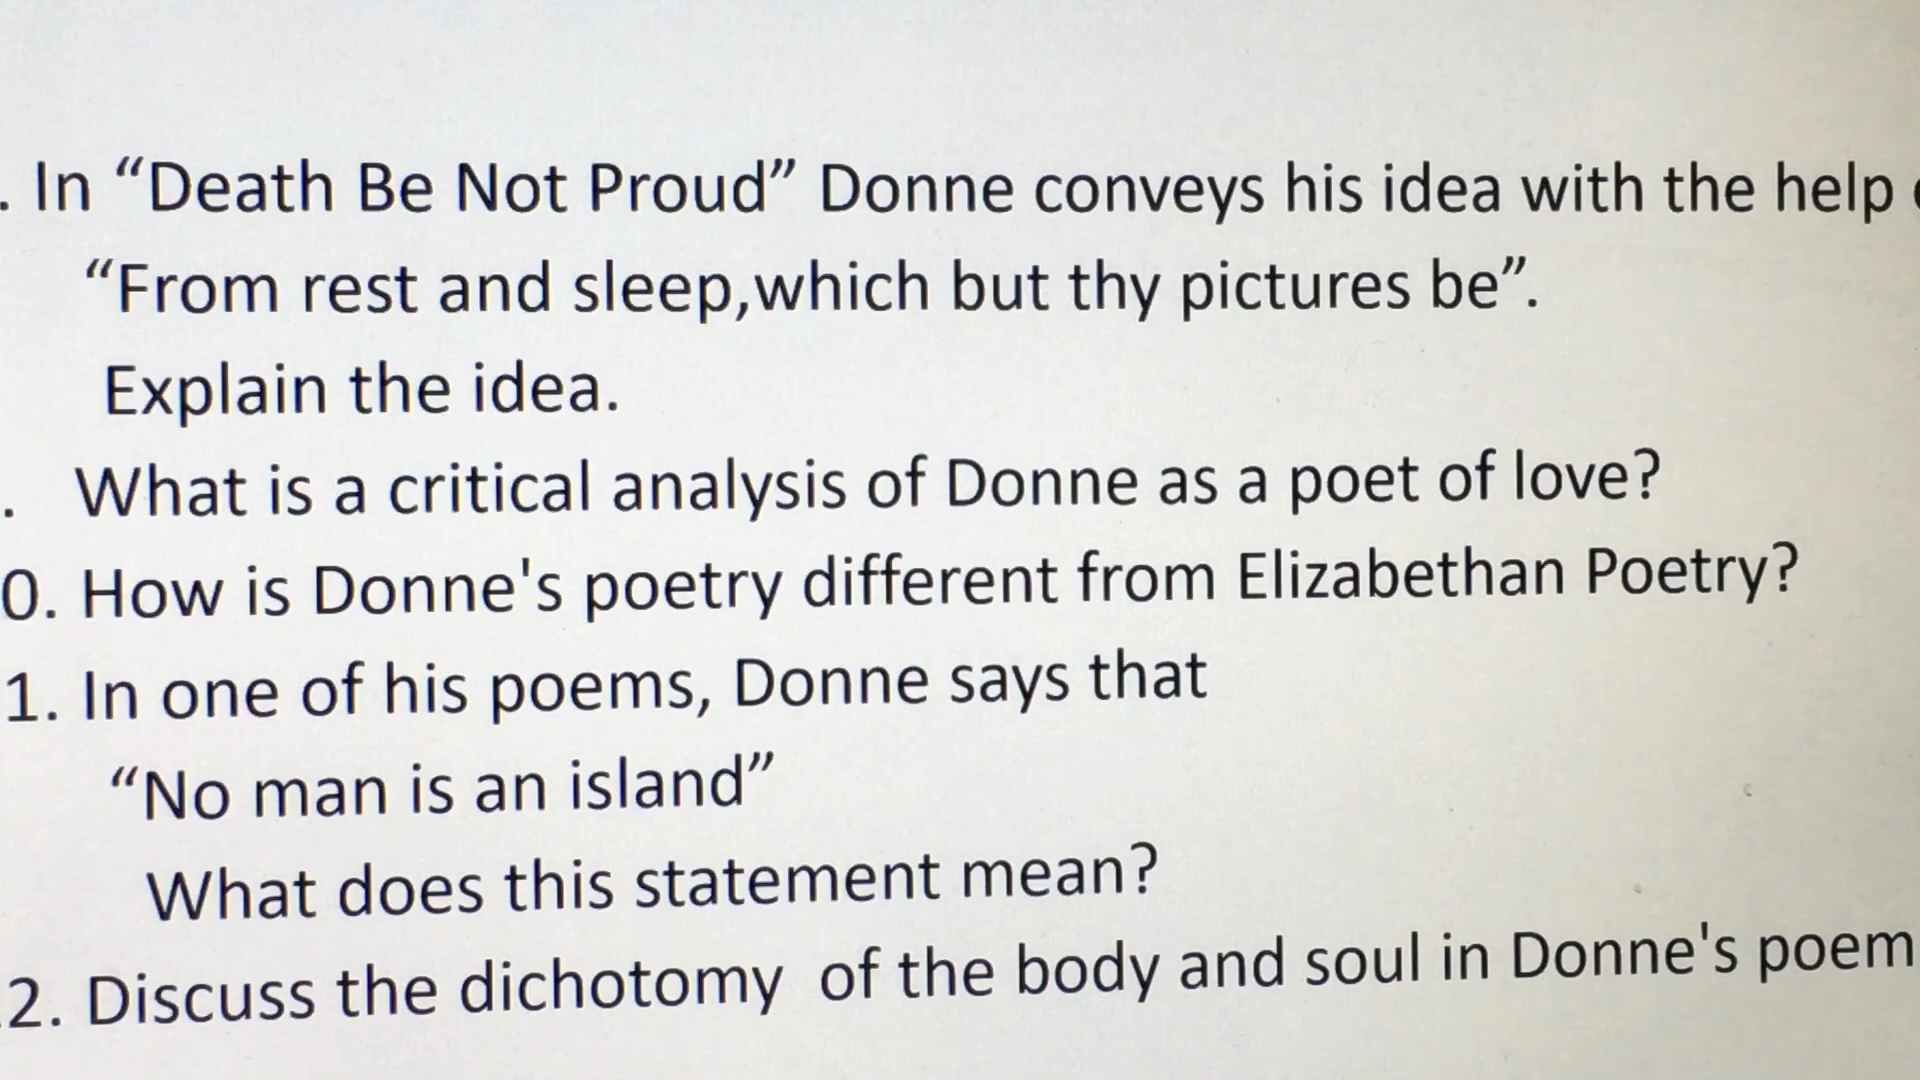 . In “Death Be Not Proud” Donne conveys his idea with the help
“From rest and sleep,which but thy pictures be”.
Explain the idea.
. What is a critical analysis of Donne as a poet of love?
0. How is Donne's poetry different from Elizabethan Poetry?
1. In one of his poems, Donne says that
“No man is an island”
What does this statement mean?
2. Discuss the dichotomy of the body and soul in Donne's poem